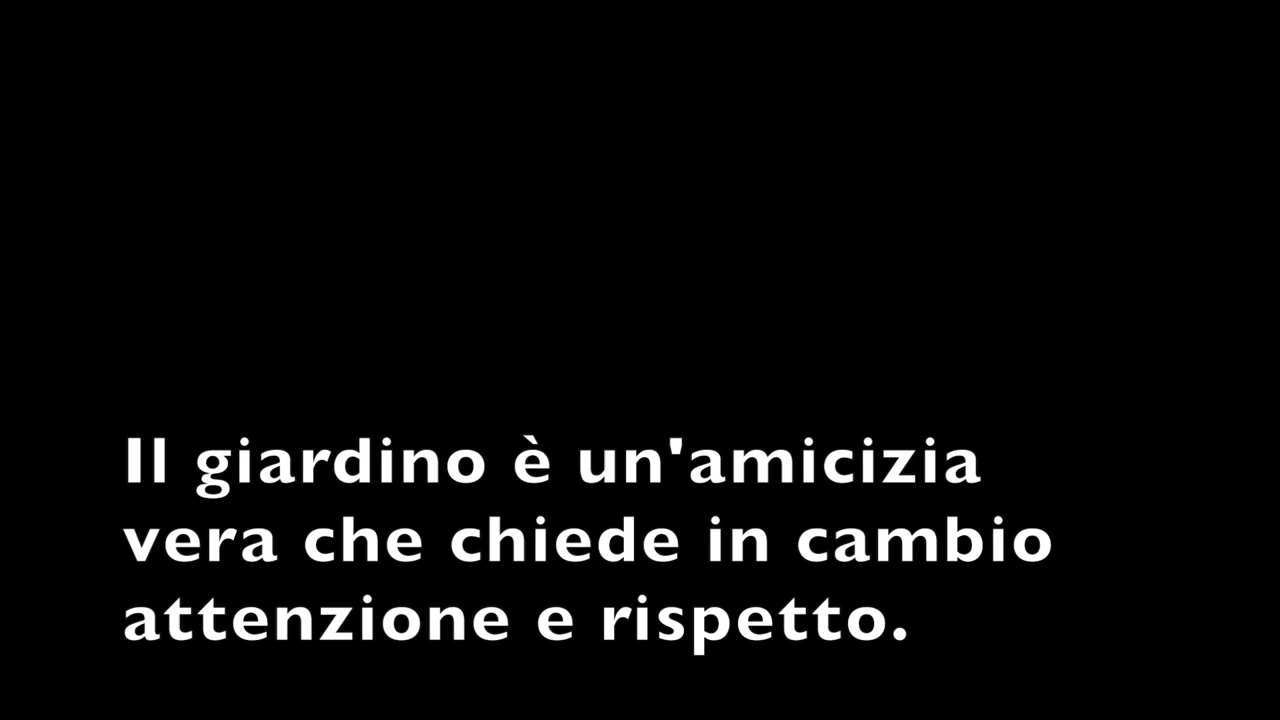 Il giardino è un'amicizia
vera che chiede in cambio
attenzione e rispetto.